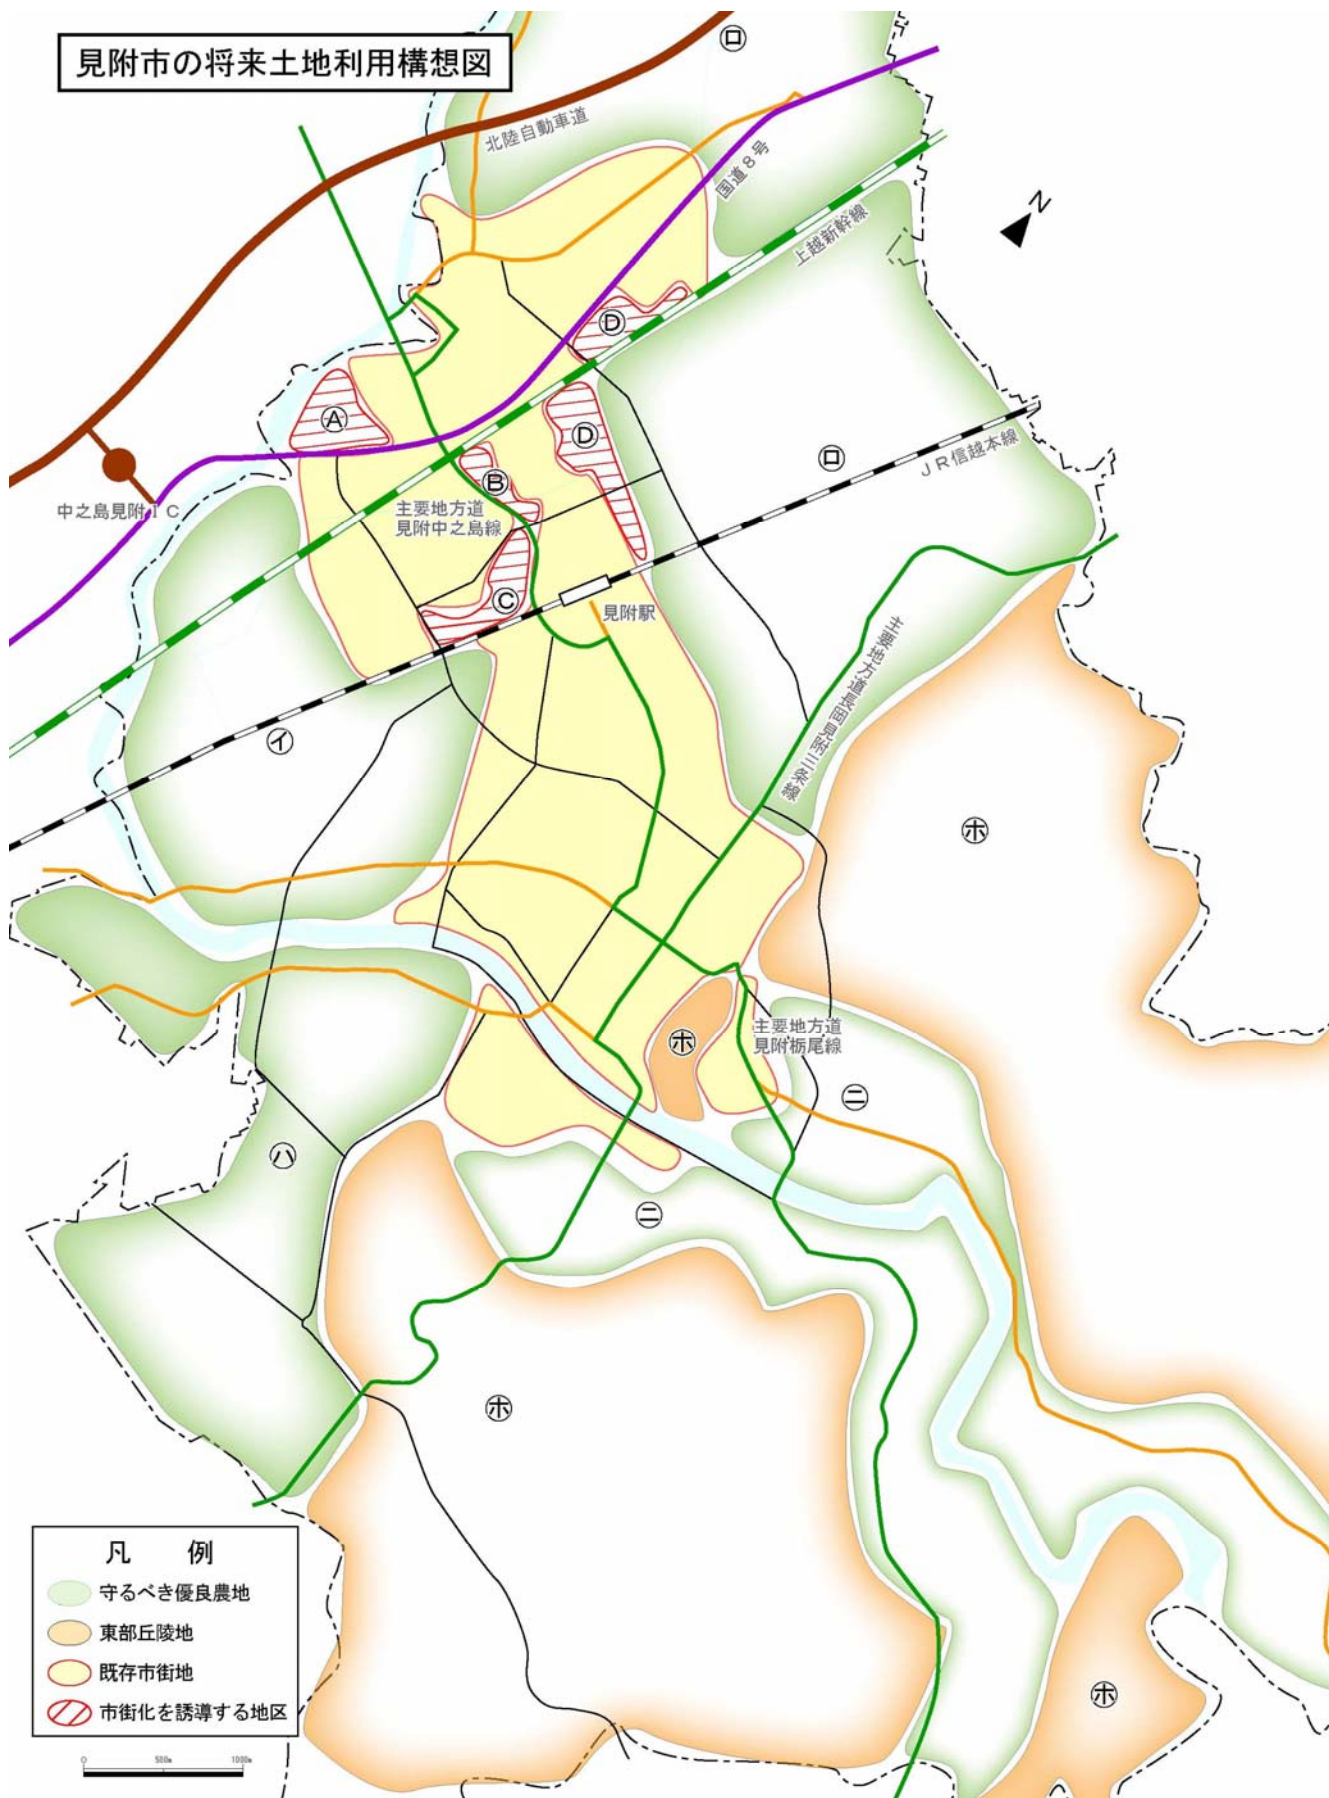 見附市の将来土地利用構想図
ロ
北陸自動車道
国道8号
N
上越新幹線
D
A
D
ロ
JR信越本線
B
中之島見附IC
主要地方道
見附中之島線
C
見附駅
主要地方道長岡見附三条線
イ
ホ
主要地方道
見附栃尾線
ホ
ニ
ハ
ニ
ホ
ホ
凡 例
守るべき優良農地
東部丘陵地
既存市街地
市街化を誘導する地区
0 500m 1000m